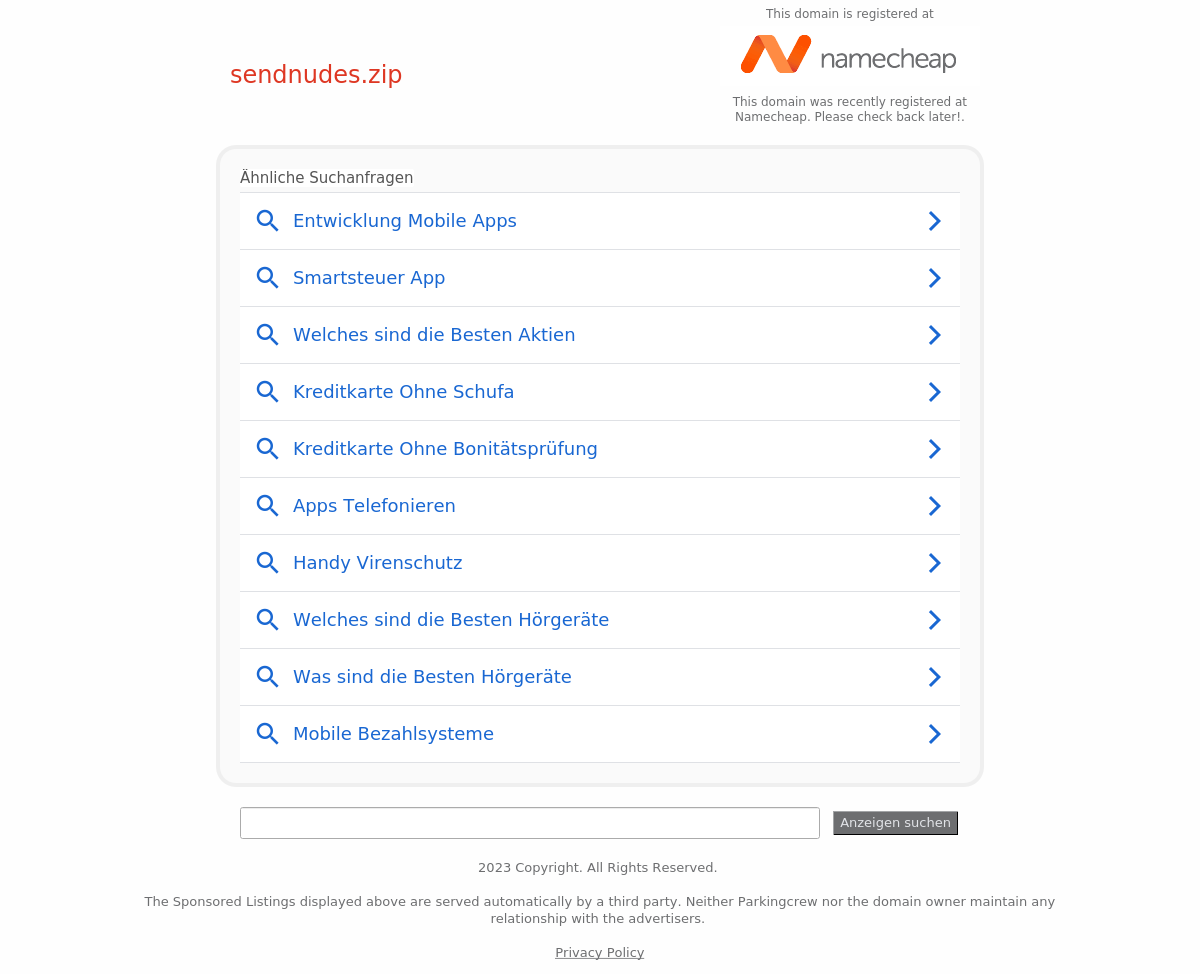 This domain is registered at
namecheap
sendnudes.zip
This domain was recently registered at
Namecheap. Please check back later!.
Ähnliche Suchanfragen
Entwicklung Mobile Apps
Smartsteuer App
Welches sind die Besten Aktien
Kreditkarte Ohne Schufa
Kreditkarte Ohne Bonitätsprüfung
Apps Telefonieren
Handy Virenschutz
Welches sind die Besten Hörgeräte
Was sind die Besten Hörgeräte
Mobile Bezahlsysteme
Anzeigen suchen
2023 Copyright. All Rights Reserved.
The Sponsored Listings displayed above are served automatically by a third party. Neither Parkingcrew nor the domain owner maintain any
relationship with the advertisers.
Privacy Policy